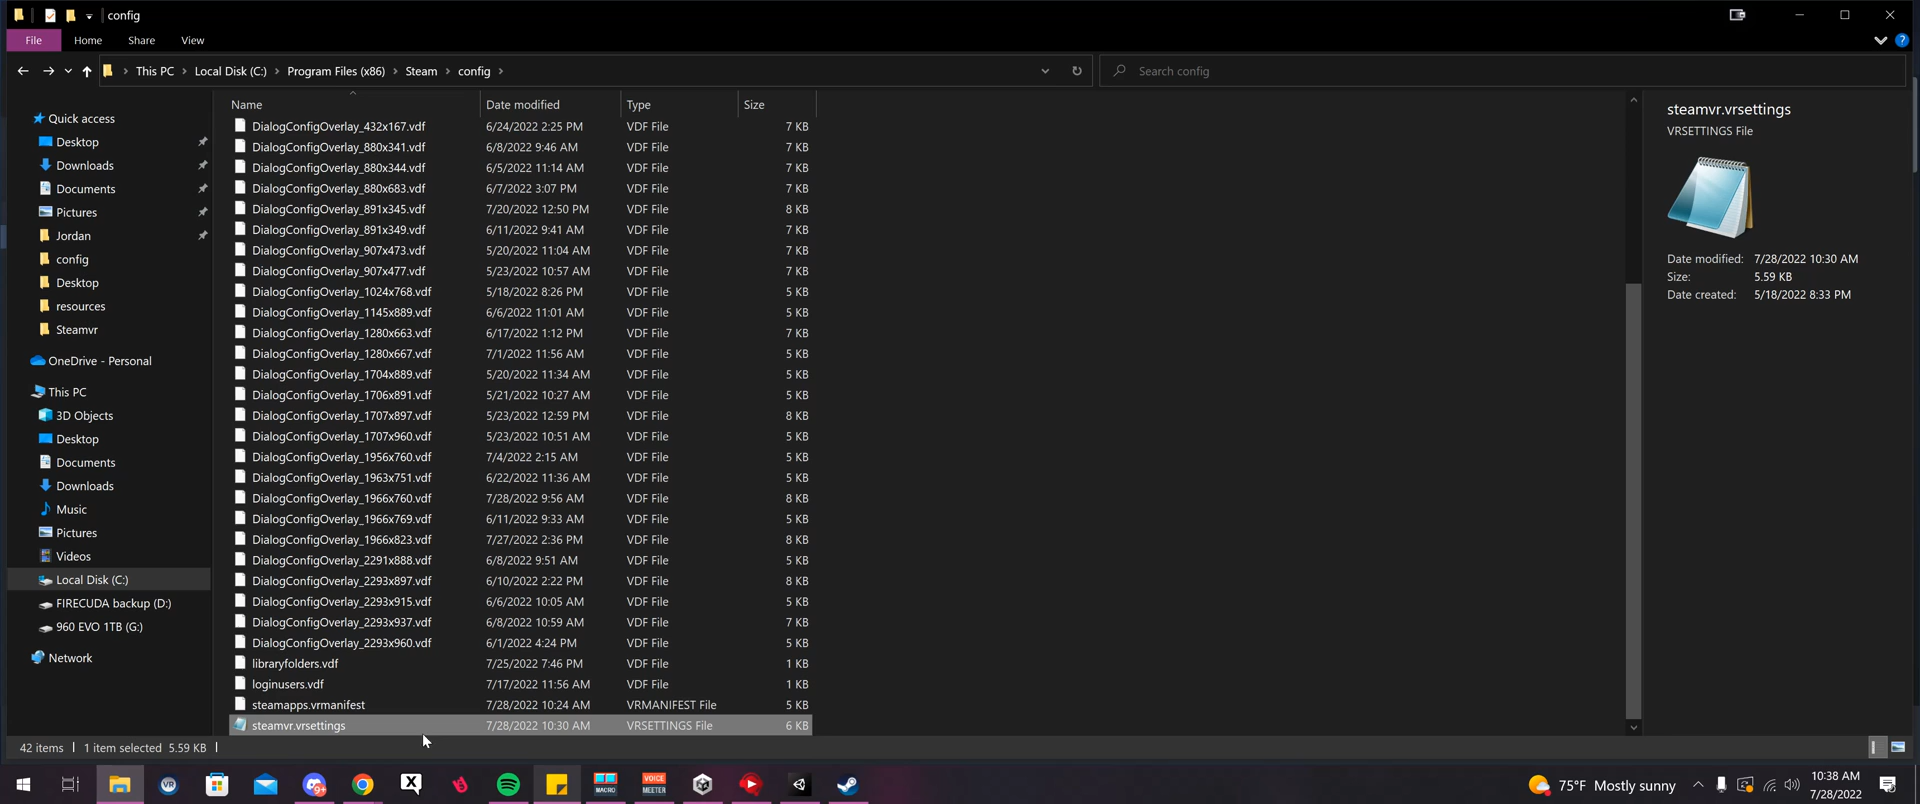 config
File Home Share View
This PC Local Disk (C:) Program Files (x86) Steam config
Search config
Quick access
Desktop
Downloads
Documents
Pictures
Jordan
config
Desktop
resources
Steamvr
OneDrive - Personal
This PC
3D Objects
Desktop
Documents
Downloads
Music
Pictures
Videos
Local Disk (C:)
FIRECUDA backup (D:)
960 EVO 1TB (G:)
Network
Name Date modified Type Size
DialogConfigOverlay_432x167.vdf 6/24/2022 2:25 PM VDF File 7 KB
DialogConfigOverlay_880x341.vdf 6/8/2022 9:46 AM VDF File 7 KB
DialogConfigOverlay_880x344.vdf 6/5/2022 11:14 AM VDF File 7 KB
DialogConfigOverlay_880x683.vdf 6/7/2022 3:07 PM VDF File 7 KB
DialogConfigOverlay_891x345.vdf 7/20/2022 12:50 PM VDF File 8 KB
DialogConfigOverlay_891x349.vdf 6/11/2022 9:41 AM VDF File 7 KB
DialogConfigOverlay_907x473.vdf 5/20/2022 11:04 AM VDF File 7 KB
DialogConfigOverlay_907x477.vdf 5/23/2022 10:57 AM VDF File 7 KB
DialogConfigOverlay_1024x768.vdf 5/18/2022 8:26 PM VDF File 5 KB
DialogConfigOverlay_1145x889.vdf 6/6/2022 11:01 AM VDF File 5 KB
DialogConfigOverlay_1280x663.vdf 6/17/2022 1:12 PM VDF File 7 KB
DialogConfigOverlay_1280x667.vdf 7/1/2022 11:56 AM VDF File 5 KB
DialogConfigOverlay_1704x889.vdf 5/20/2022 11:34 AM VDF File 5 KB
DialogConfigOverlay_1706x891.vdf 5/21/2022 10:27 AM VDF File 5 KB
DialogConfigOverlay_1707x897.vdf 5/23/2022 12:59 PM VDF File 8 KB
DialogConfigOverlay_1707x960.vdf 5/23/2022 10:51 AM VDF File 5 KB
DialogConfigOverlay_1956x760.vdf 7/4/2022 2:15 AM VDF File 5 KB
DialogConfigOverlay_1963x751.vdf 6/22/2022 11:36 AM VDF File 5 KB
DialogConfigOverlay_1966x760.vdf 7/28/2022 9:56 AM VDF File 8 KB
DialogConfigOverlay_1966x769.vdf 6/11/2022 9:33 AM VDF File 5 KB
DialogConfigOverlay_1966x823.vdf 7/27/2022 2:36 PM VDF File 8 KB
DialogConfigOverlay_2291x888.vdf 6/8/2022 9:51 AM VDF File 5 KB
DialogConfigOverlay_2293x897.vdf 6/10/2022 2:22 PM VDF File 8 KB
DialogConfigOverlay_2293x915.vdf 6/6/2022 10:05 AM VDF File 5 KB
DialogConfigOverlay_2293x937.vdf 6/8/2022 10:59 AM VDF File 7 KB
DialogConfigOverlay_2293x960.vdf 6/1/2022 4:24 PM VDF File 5 KB
libraryfolders.vdf 7/25/2022 7:46 PM VDF File 1 KB
loginusers.vdf 7/17/2022 11:56 AM VDF File 1 KB
steamapps.vrmanifest 7/28/2022 10:24 AM VRMANIFEST File 5 KB
steamvr.vrsettings 7/28/2022 10:30 AM VRSETTINGS File 6 KB
steamvr.vrsettings
VRSETTINGS File
Date modified: 7/28/2022 10:30 AM
Size: 5.59 KB
Date created: 5/18/2022 8:33 PM
42 items 1 item selected 5.59 KB
VR
9+
MACRO
VOICE MEETER
75°F Mostly sunny
10:38 AM
7/28/2022